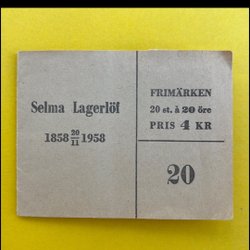 Selma Lagerlöf
1858 20/11 1958
FRIMÄRKEN
20 st. à 20 öre
PRIS 4 KR
20